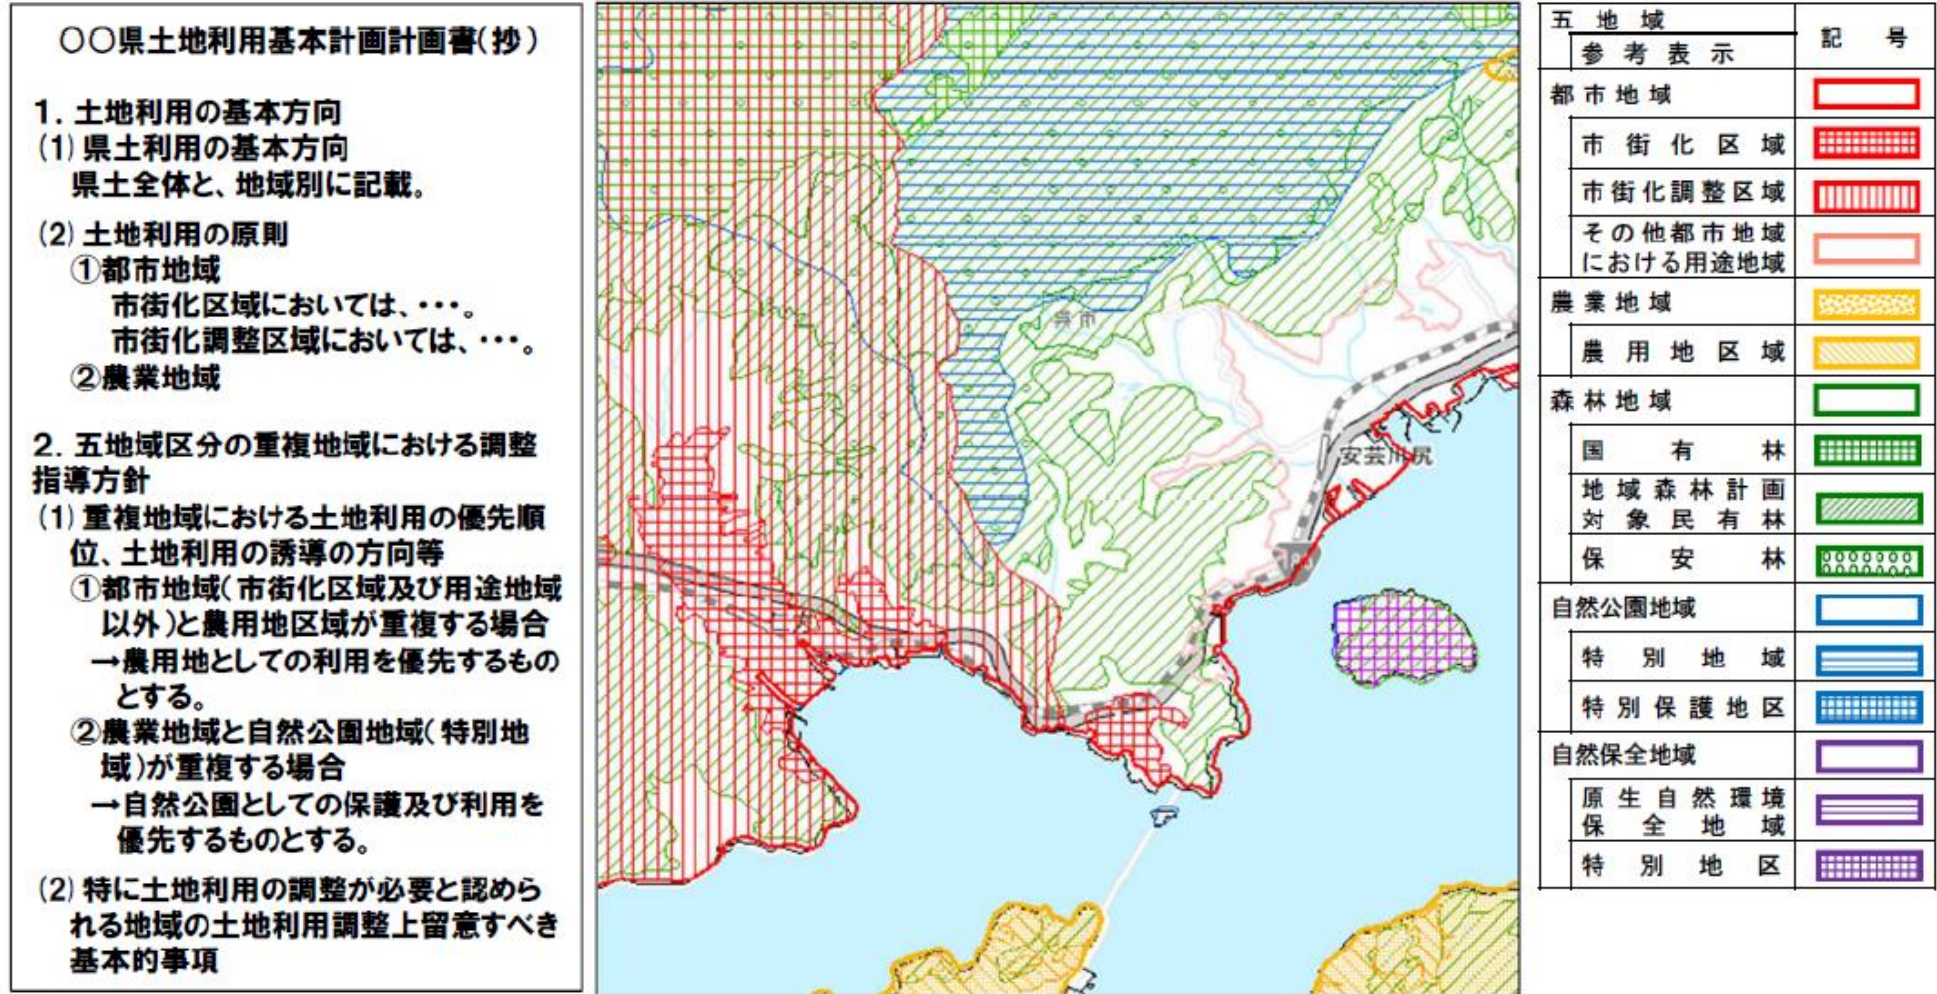 〇〇県土地利用基本計画計画書(抄)
1．土地利用の基本方向
(1) 県土利用の基本方向
県土全体と、地域別に記載。
(2) 土地利用の原則
①都市地域
市街化区域においては、・・・。
市街化調整区域においては、・・・。
②農業地域
2．五地域区分の重複地域における調整
指導方針
(1) 重複地域における土地利用の優先順
位、土地利用の誘導の方向等
①都市地域(市街化区域及び用途地域
以外)と農用地区域が重複する場合
→農用地としての利用を優先するもの
とする。
②農業地域と自然公園地域(特別地
域)が重複する場合
→自然公園としての保護及び利用を
優先するものとする。
(2) 特に土地利用の調整が必要と認めら
れる地域の土地利用調整上留意すべき
基本的事項
安芸川尻
五地域
参考表示
記号
都市地域
市街化区域
市街化調整区域
その他都市地域
における用途地域
農業地域
農用地区域
森林地域
国有林
地域森林計画
対象民有林
保安林
自然公園地域
特別地域
特別保護地区
自然保全地域
原生自然環境
保全地域
特別地区